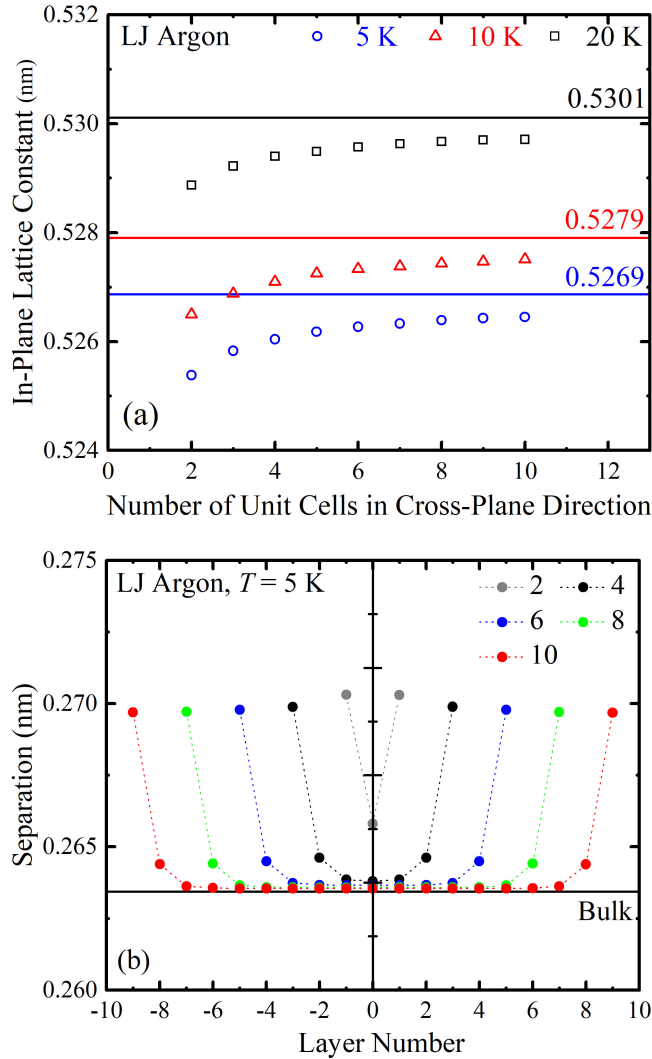 0.532
LJ Argon
5 K
10 K
20 K
0.5301
0.530
0.5279
0.528
0.5269
0.526
(a)
0.524
0 2 4 6 8 10 12
In-Plane Lattice Constant (nm)
Number of Unit Cells in Cross-Plane Direction
0.275
LJ Argon, T = 5 K
2 4
6 8
10
0.270
0.265
Bulk
(b)
0.260
-10 -8 -6 -4 -2 0 2 4 6 8 10
Separation (nm)
Layer Number